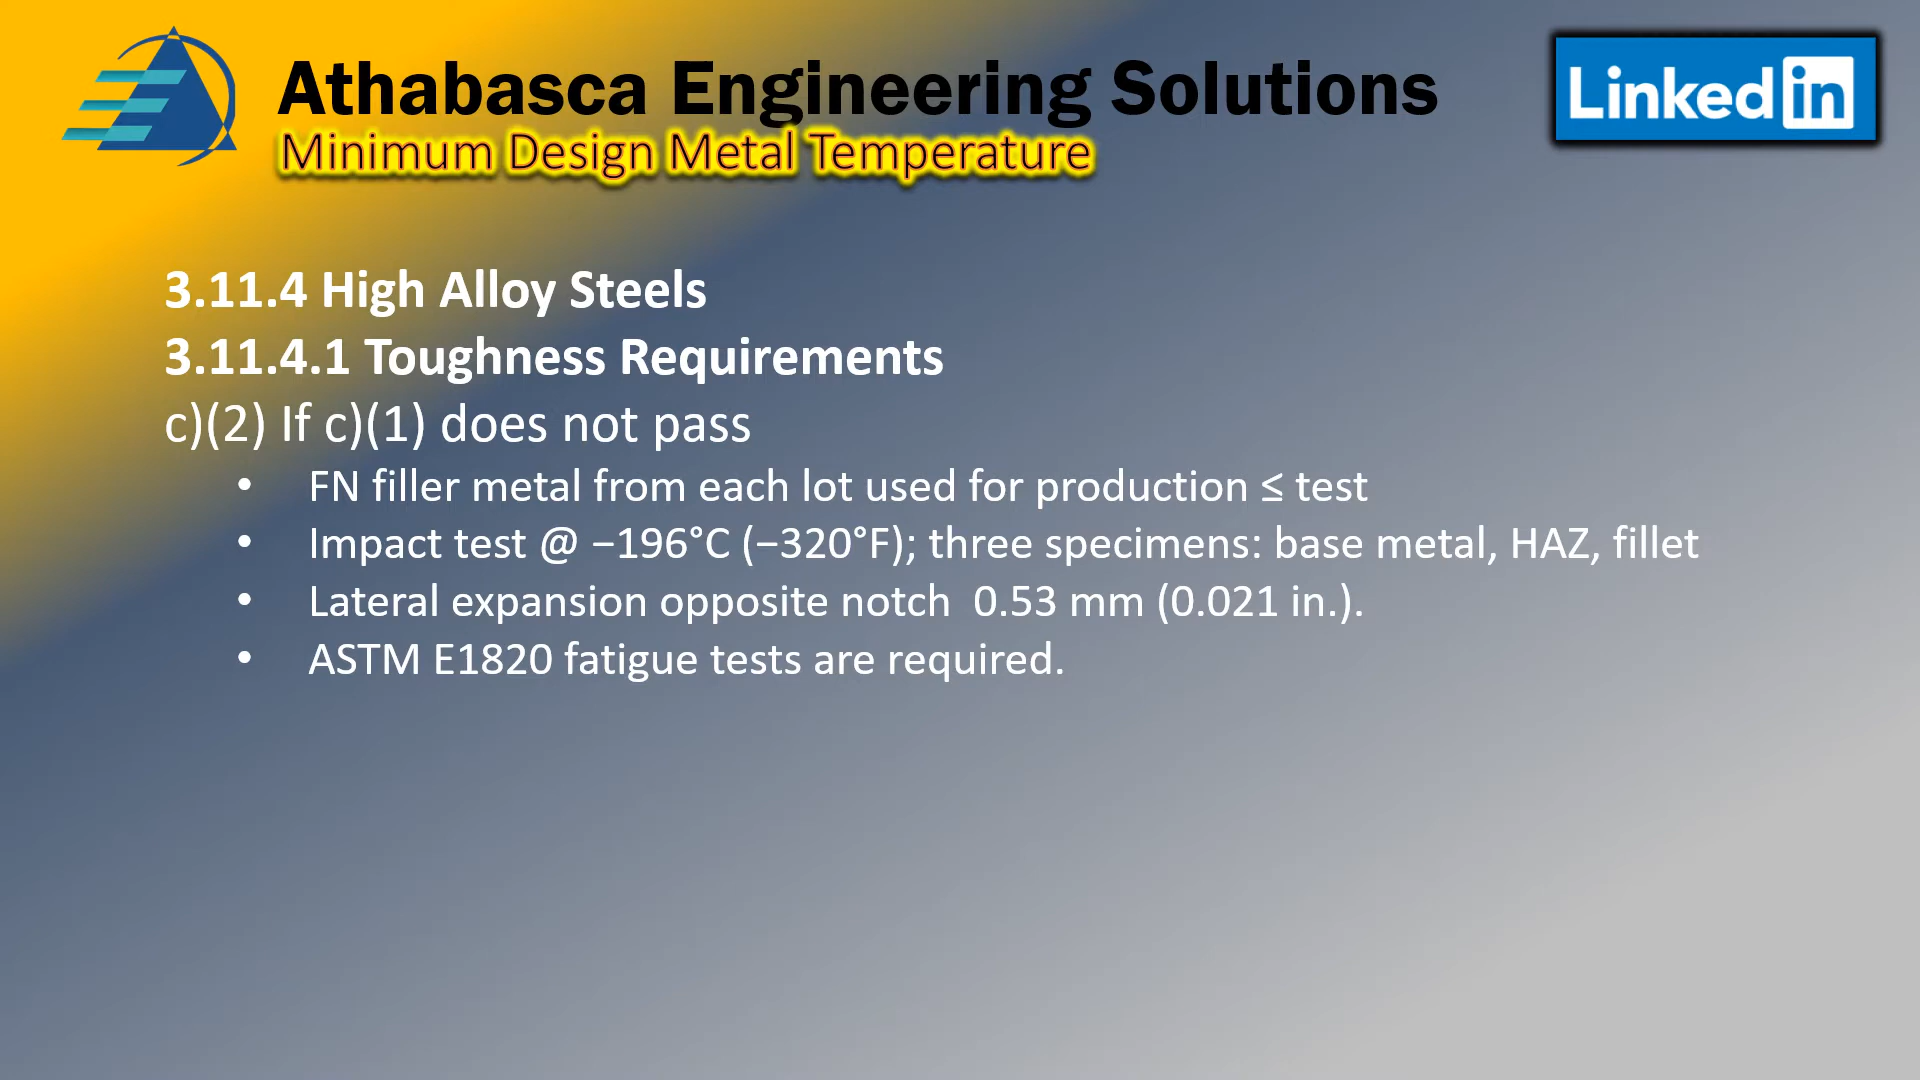 Athabasca Engineering Solutions
Linked in
Minimum Design Metal Temperature
3.11.4 High Alloy Steels
3.11.4.1 Toughness Requirements
c)(2) If c)(1) does not pass
• FN filler metal from each lot used for production ≤ test
• Impact test @ −196°C (−320°F); three specimens: base metal, HAZ, fillet
• Lateral expansion opposite notch  0.53 mm (0.021 in.).
• ASTM E1820 fatigue tests are required.